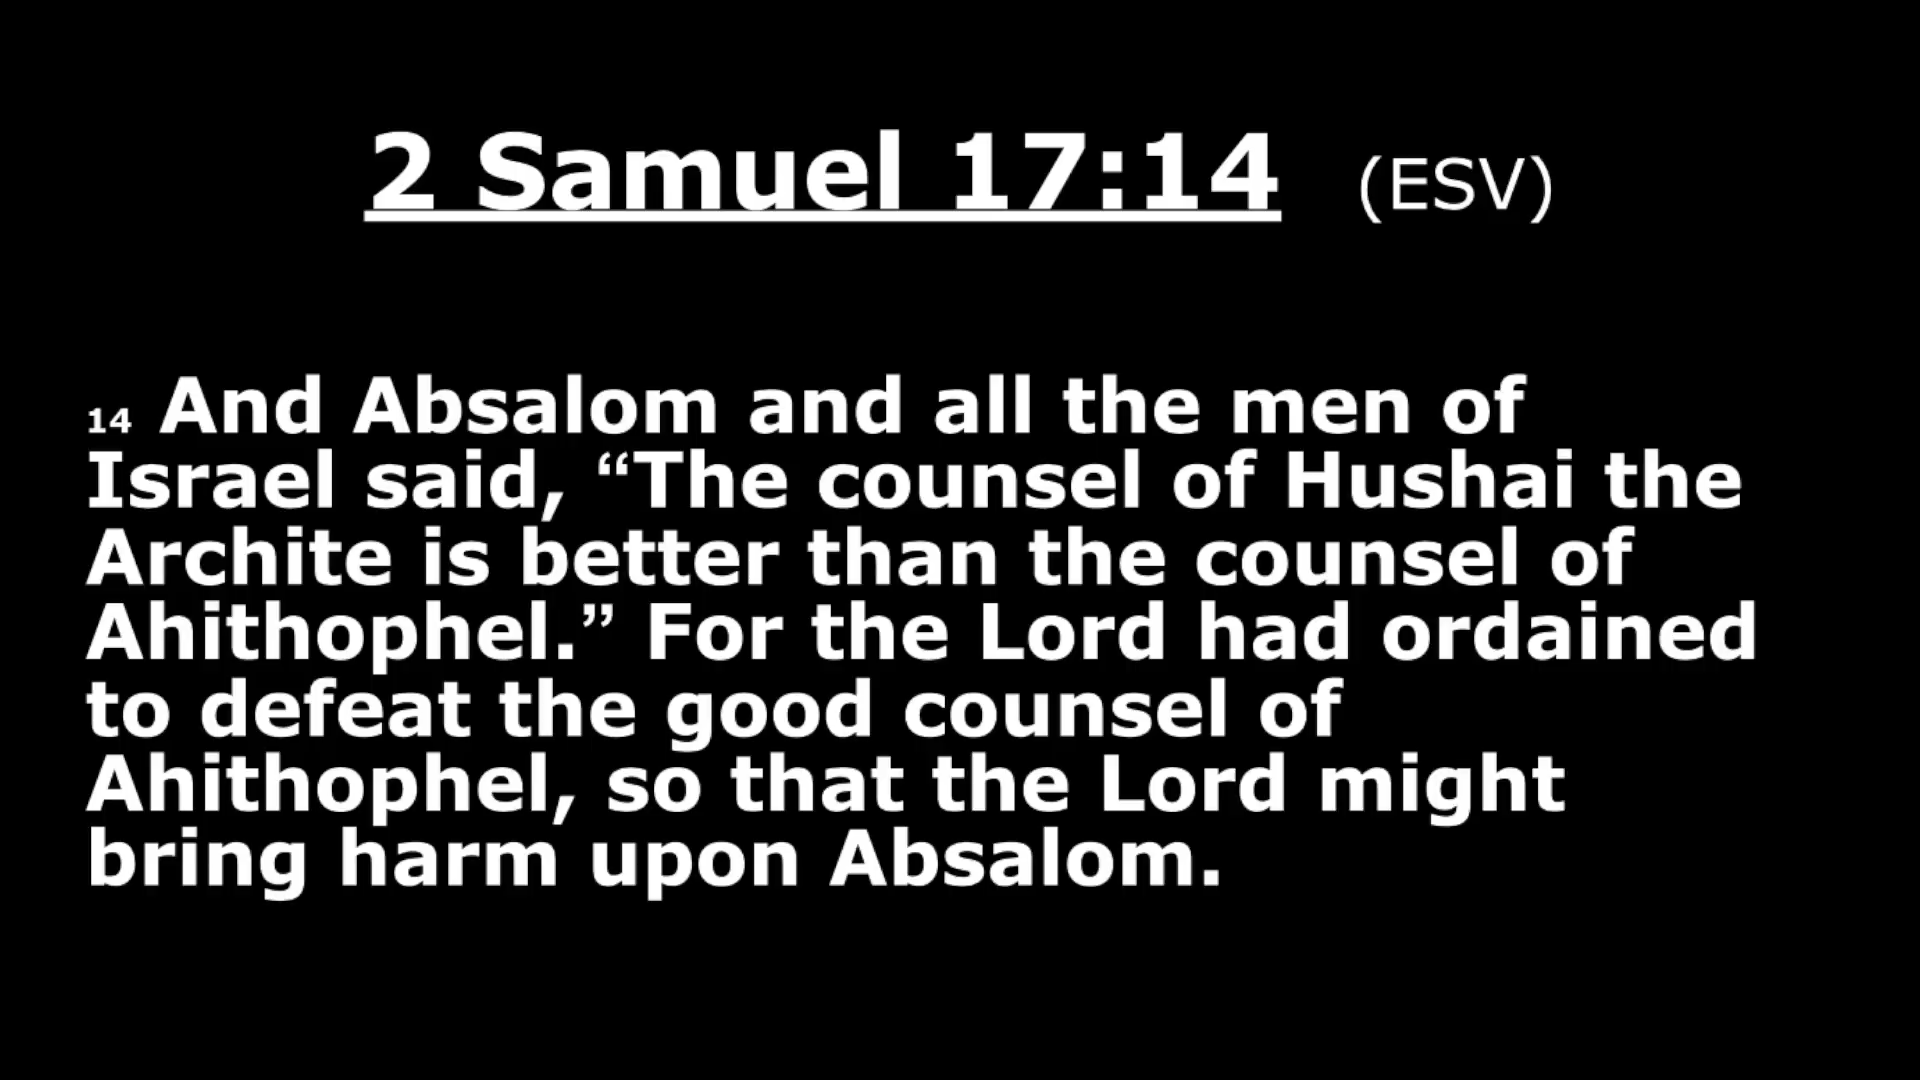 2 Samuel 17:14 (ESV)
14 And Absalom and all the men of
Israel said, “The counsel of Hushai the
Archite is better than the counsel of
Ahithophel.” For the Lord had ordained
to defeat the good counsel of
Ahithophel, so that the Lord might
bring harm upon Absalom.